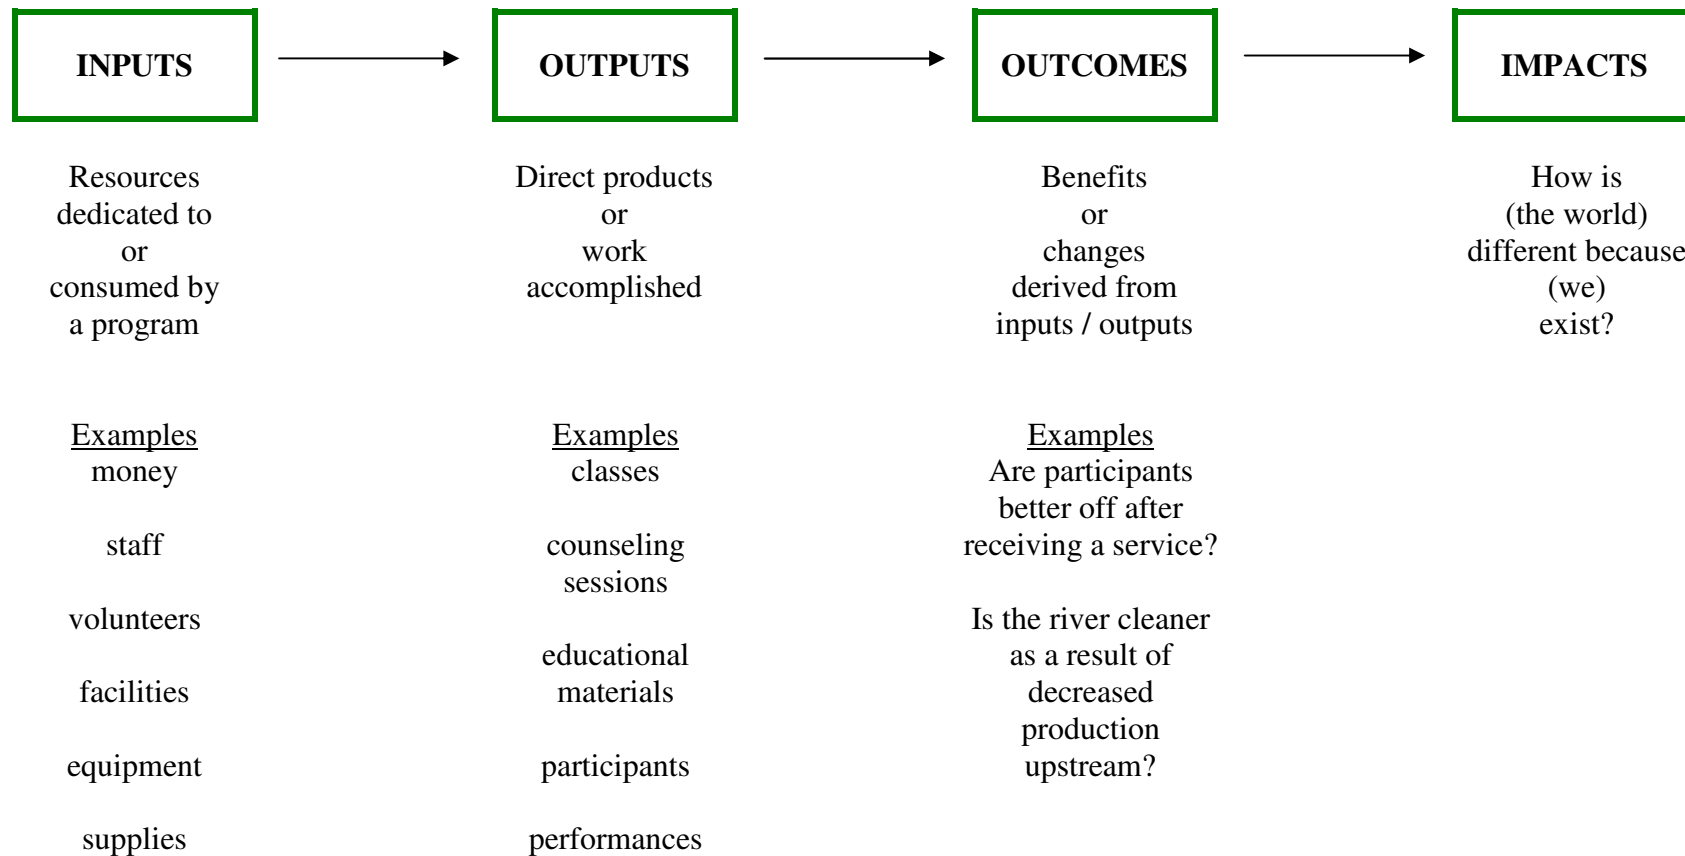 INPUTS
OUTPUTS
OUTCOMES
IMPACTS
Resources
dedicated to
or
consumed by
a program
Direct products
or
work
accomplished
Benefits
or
changes
derived from
inputs / outputs
How is
(the world)
different because
(we)
exist?
Examples
money
staff
volunteers
facilities
equipment
supplies
Examples
classes
counseling
sessions
educational
materials
participants
performances
Examples
Are participants
better off after
receiving a service?
Is the river cleaner
as a result of
decreased
production
upstream?